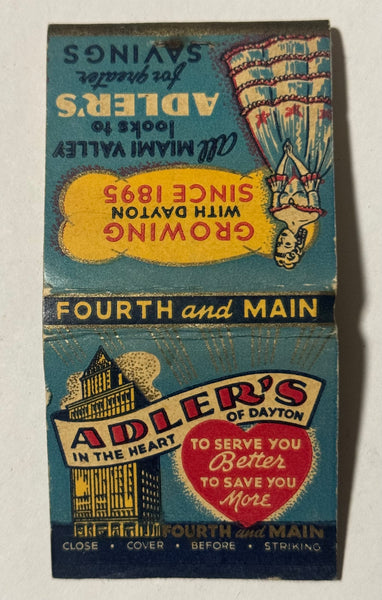 GROWING
WITH DAYTON
SINCE 1895
All MIAMI VALLEY
looks to
ADLER'S
for greater
SAVINGS
FOURTH and MAIN
ADLER'S
IN THE HEART OF DAYTON
TO SERVE YOU
Better
TO SAVE YOU
More
FOURTH and MAIN
CLOSE • COVER • BEFORE • STRIKING